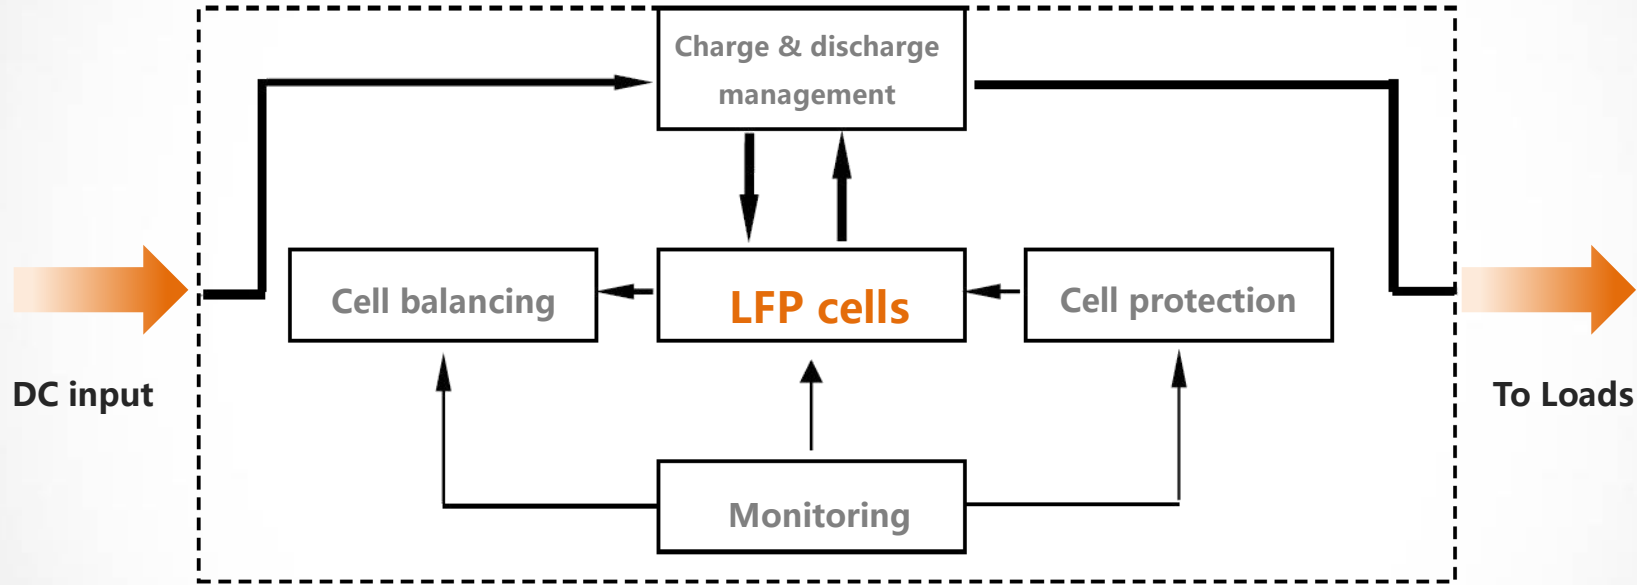 Charge & discharge
management
Cell balancing
LFP cells
Cell protection
DC input
To Loads
Monitoring